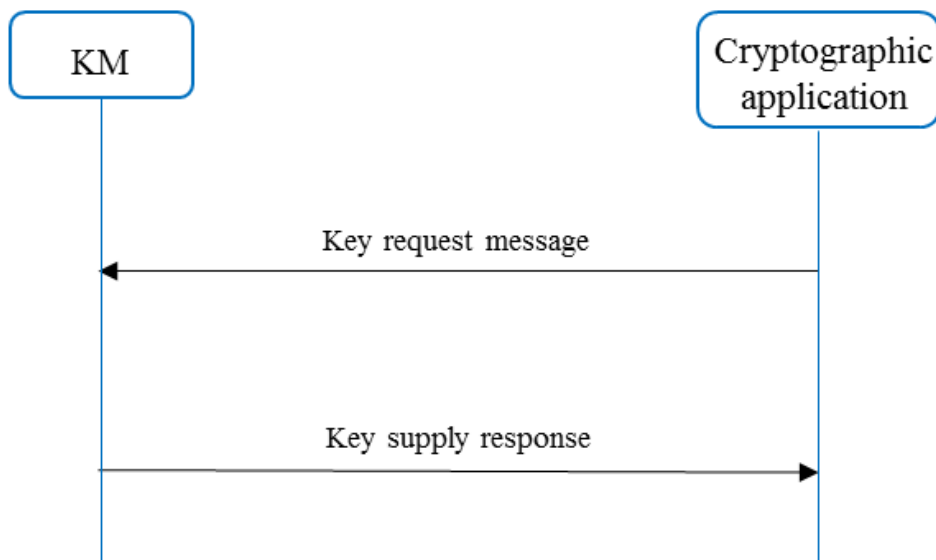 KM
Cryptographic
application
Key request message
Key supply response